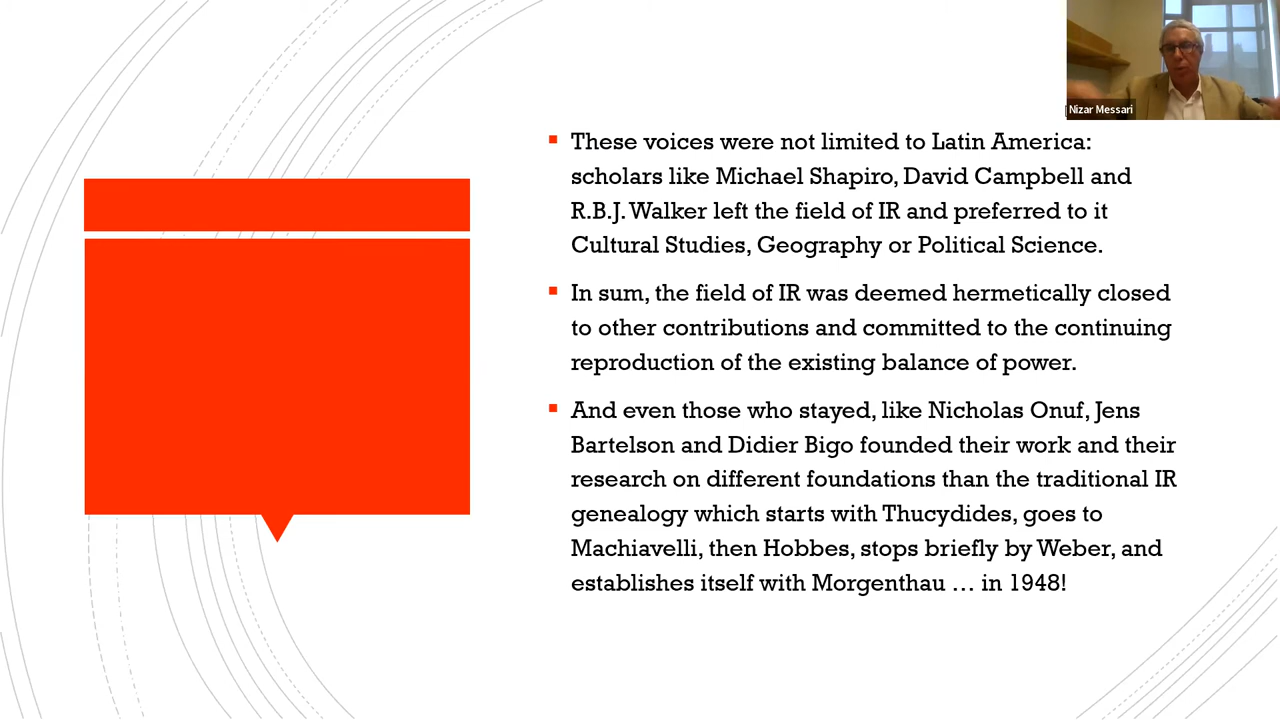 Nizar Messari
These voices were not limited to Latin America:
scholars like Michael Shapiro, David Campbell and
R.B.J. Walker left the field of IR and preferred to it
Cultural Studies, Geography or Political Science.
In sum, the field of IR was deemed hermetically closed
to other contributions and committed to the continuing
reproduction of the existing balance of power.
And even those who stayed, like Nicholas Onuf, Jens
Bartelson and Didier Bigo founded their work and their
research on different foundations than the traditional IR
genealogy which starts with Thucydides, goes to
Machiavelli, then Hobbes, stops briefly by Weber, and
establishes itself with Morgenthau … in 1948!